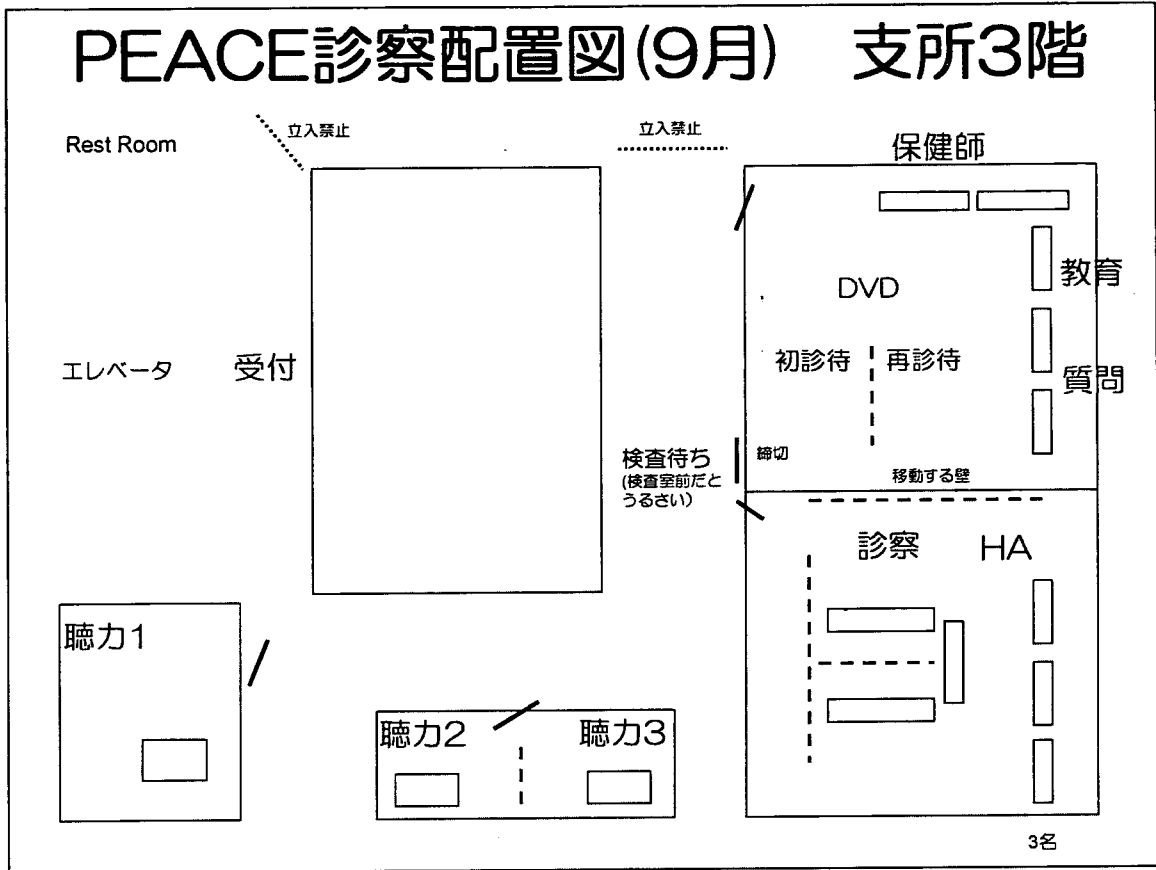 PEACE診察配置図(9月) 支所3階
Rest Room
立入禁止
立入禁止
保健師
DVD
教育
エレベータ
受付
初診待
再診待
質問
検査待ち
(検査室前だと
うるさい)
締切
移動する壁
診察
HA
聴力1
聴力2
聴力3
3名